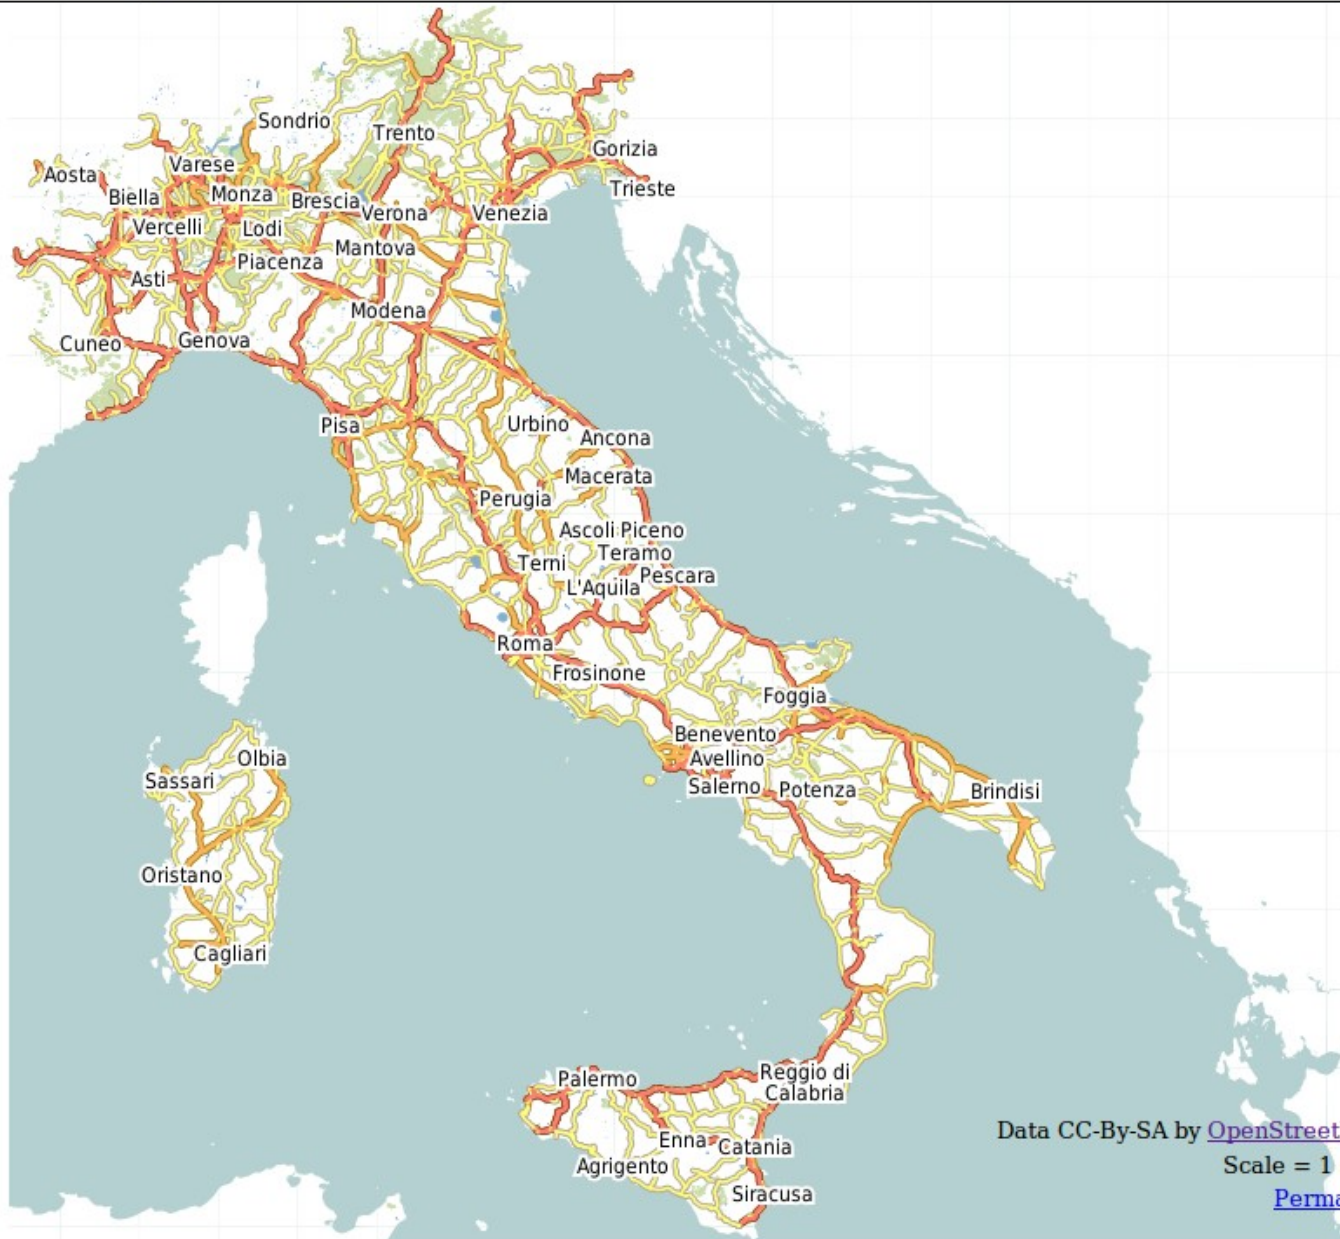 Sondrio
Trento
Gorizia
Varese
Aosta
Trieste
Biella
Monza
Brescia
Verona
Venezia
Vercelli
Lodi
Mantova
Piacenza
Asti
Modena
Cuneo
Genova
Pisa
Urbino
Ancona
Macerata
Perugia
Ascoli Piceno
Teramo
Terni
Pescara
L'Aquila
Roma
Frosinone
Foggia
Benevento
Olbia
Avellino
Sassari
Salerno
Potenza
Brindisi
Oristano
Cagliari
Reggio di
Calabria
Palermo
Data CC-By-SA by OpenStreet
Enna
Catania
Agrigento
Scale = 1
Siracusa
Perma